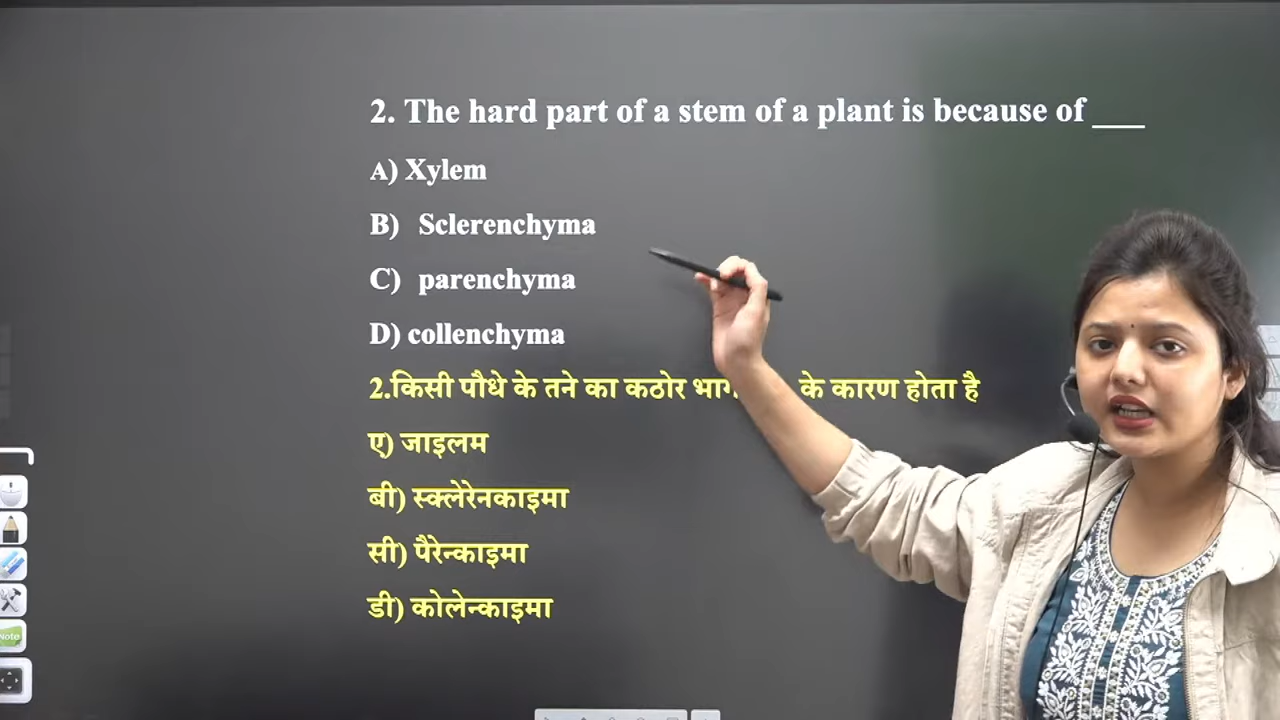 2. The hard part of a stem of a plant is because of ___
A) Xylem
B) Sclerenchyma
C) parenchyma
D) collenchyma
2.किसी पौधे के तने का कठोर भाग के कारण होता है
ए) जाइलम
बी) स्क्लेरेनकाइमा
सी) पैरेन्काइमा
डी) कोलेन्काइमा
Note